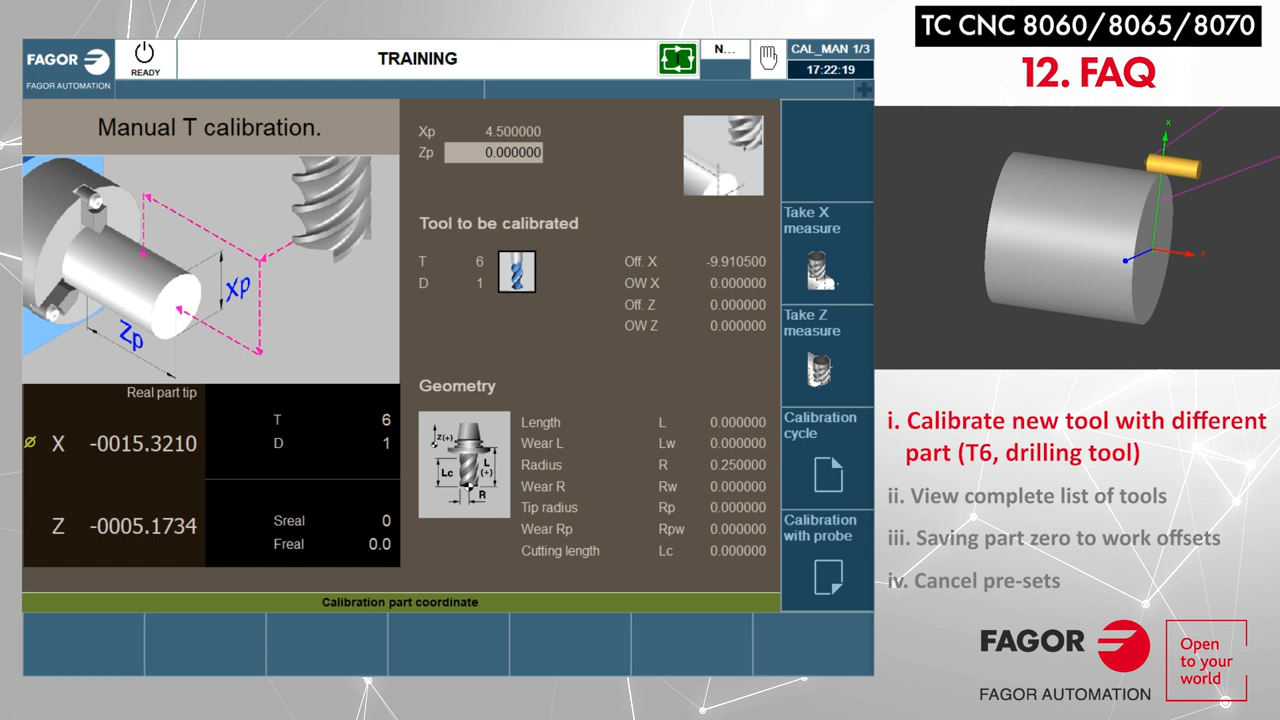 TC CNC 8060/8065/8070
12. FAQ
FAGOR
FAGOR AUTOMATION
READY
TRAINING
N...
CAL_MAN 1/3
17:22:19
Manual T calibration.
Xp
Zp
Xp 4.500000
Zp 0.000000
Tool to be calibrated
T 6
D 1
Off. X -9.910500
OW X 0.000000
Off. Z 0.000000
OW Z 0.000000
Geometry
Z(+)
L
(+)
Lc
R
Length L 0.000000
Wear L Lw 0.000000
Radius R 0.250000
Wear R Rw 0.000000
Tip radius Rp 0.000000
Wear Rp Rpw 0.000000
Cutting length Lc 0.000000
Real part tip
X -0015.3210
Z -0005.1734
T 6
D 1
Sreal 0
Freal 0.0
Calibration part coordinate
Take X
measure
Take Z
measure
Calibration
cycle
Calibration
with probe
x
z
i. Calibrate new tool with different
part (T6, drilling tool)
ii. View complete list of tools
iii. Saving part zero to work offsets
iv. Cancel pre-sets
FAGOR
FAGOR AUTOMATION
Open
to your
world